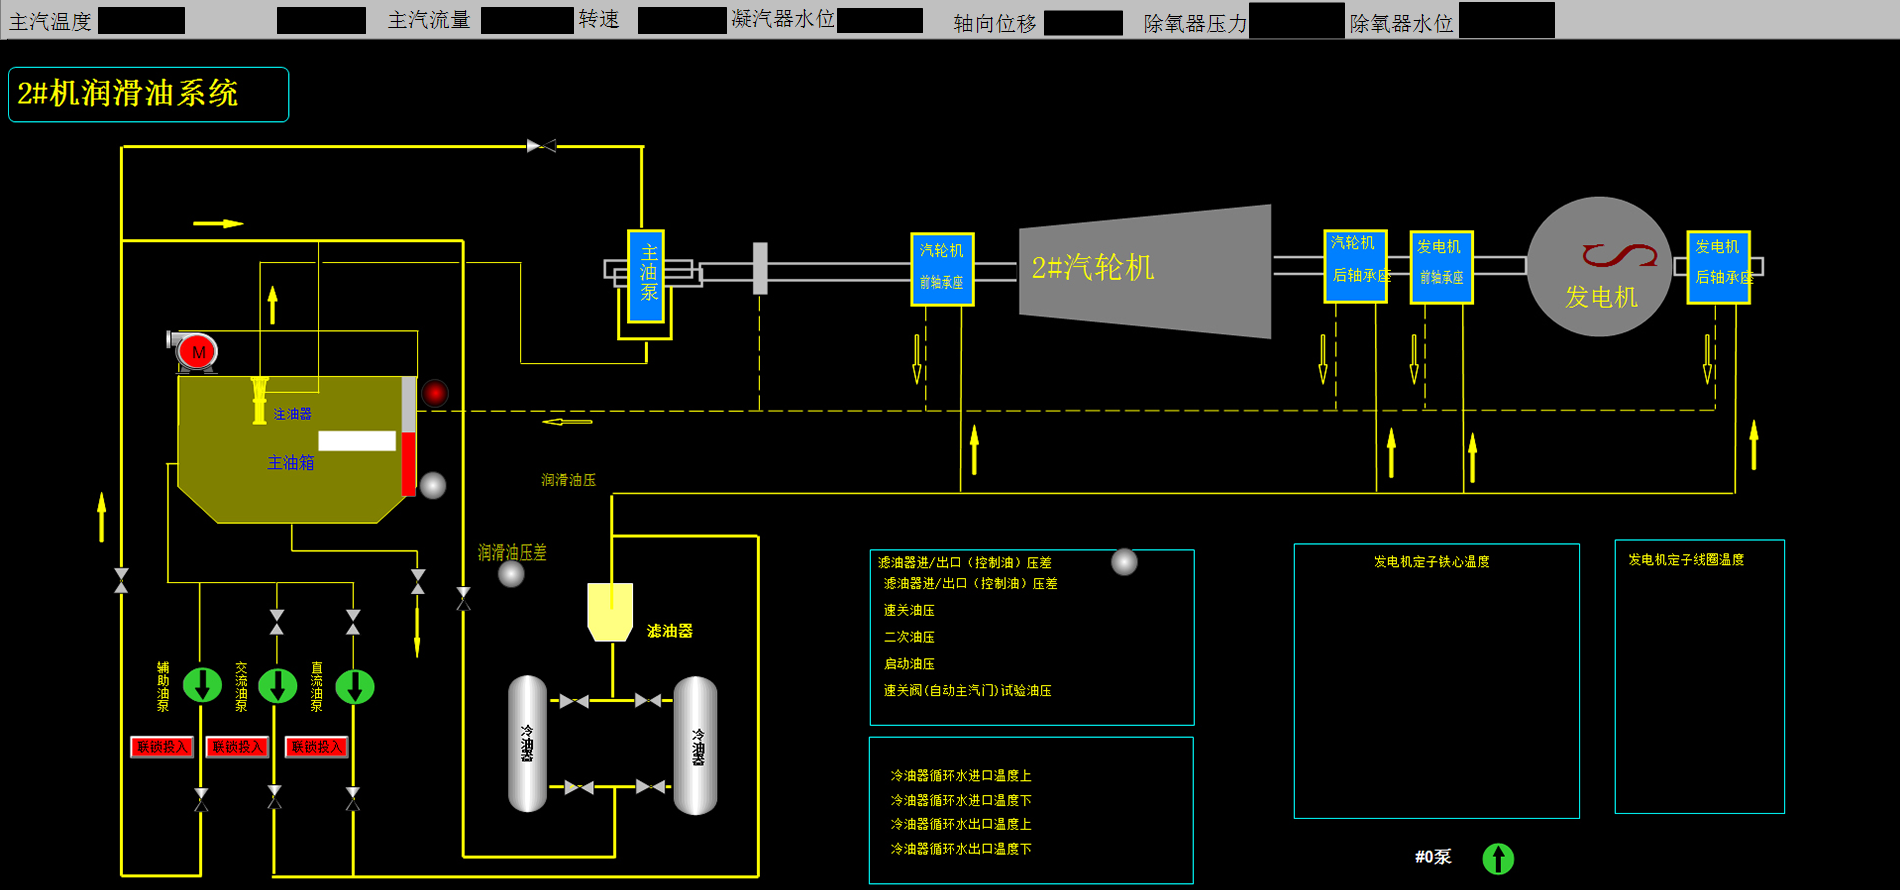 主汽温度 主汽流量 转速 凝汽器水位 轴向位移 除氧器压力 除氧器水位
2#机润滑油系统
主油泵
汽轮机
前轴承座
2#汽轮机
汽轮机
后轴承座
发电机
前轴承座
发电机
发电机
后轴承座
M
注油器
主油箱
润滑油压
润滑油压差
滤油器
辅助油泵
交流油泵
直流油泵
联锁投入
联锁投入
联锁投入
冷油器
冷油器
滤油器进/出口（控制油）压差
滤油器进/出口（控制油）压差
速关油压
二次油压
启动油压
速关阀(自动主汽门)试验油压
冷油器循环水进口温度上
冷油器循环水进口温度下
冷油器循环水出口温度上
冷油器循环水出口温度下
发电机定子铁心温度
发电机定子线圈温度
#0泵